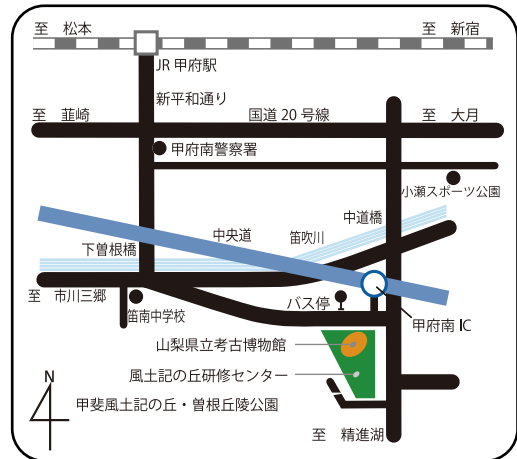 至 松本
至 新宿
JR 甲府駅
新平和通り
至 韮崎
国道 20 号線
至 大月
甲府南警察署
小瀬スポーツ公園
中道橋
中央道
笛吹川
下曽根橋
至 市川三郷
バス停
笛南中学校
甲府南 IC
山梨県立考古博物館
風土記の丘研修センター
N
甲斐風土記の丘・曽根丘陵公園
至 精進湖